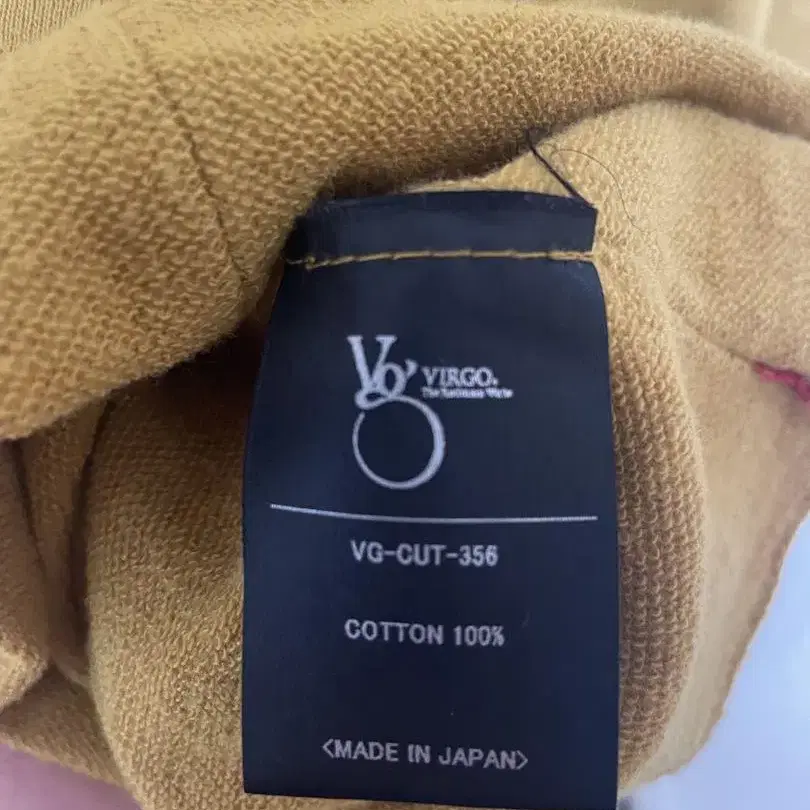 Vg'
VIRGO.
VG-CUT-356
COTTON 100%
<MADE IN JAPAN>